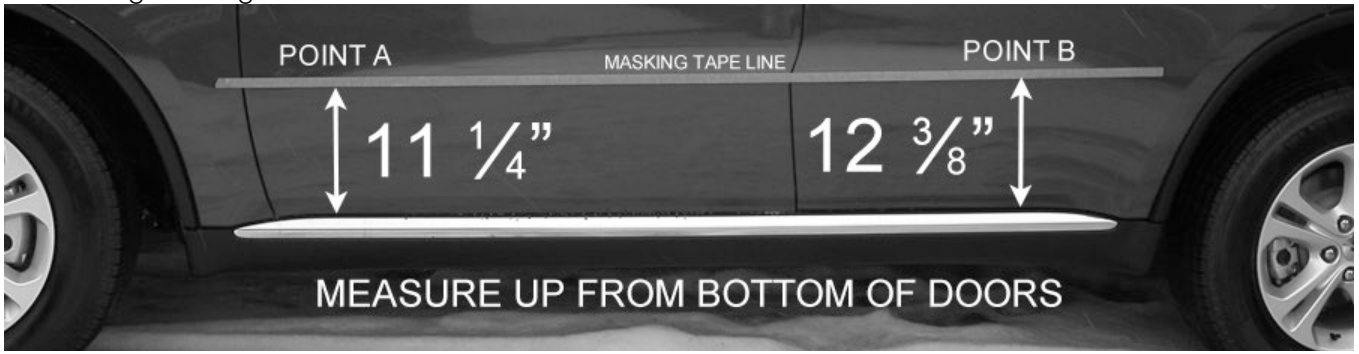 POINT A
MASKING TAPE LINE
POINT B
11 ¼”
12 ⅜”
MEASURE UP FROM BOTTOM OF DOORS